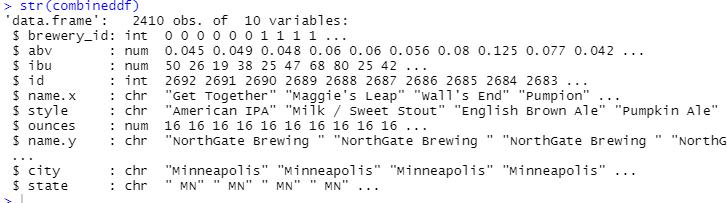 > str(combineddf)
'data.frame':   2410 obs. of  10 variables:
 $ brewery_id: int  0 0 0 0 0 0 1 1 1 1 ...
 $ abv       : num  0.045 0.049 0.048 0.06 0.06 0.056 0.08 0.125 0.077 0.042 ...
 $ ibu       : num  50 26 19 38 25 47 68 80 25 42 ...
 $ id        : int  2692 2691 2690 2689 2688 2687 2686 2685 2684 2683 ...
 $ name.x    : chr  "Get Together" "Maggie's Leap" "Wall's End" "Pumpion" ...
 $ style     : chr  "American IPA" "Milk / Sweet Stout" "English Brown Ale" "Pumpkin Ale"
 $ ounces    : num  16 16 16 16 16 16 16 16 16 16 ...
 $ name.y    : chr  "NorthGate Brewing " "NorthGate Brewing " "NorthGate Brewing " "NorthG
...
 $ city      : chr  "Minneapolis" "Minneapolis" "Minneapolis" "Minneapolis" ...
 $ state     : chr  " MN" " MN" " MN" " MN" ...
>